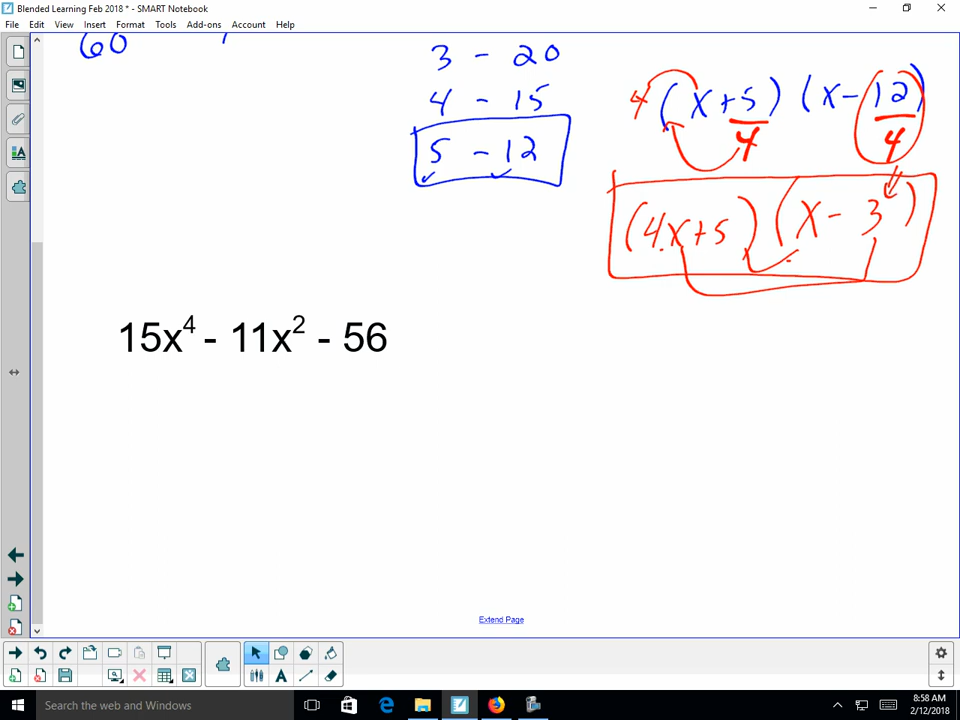 Blended Learning Feb 2018 * - SMART Notebook
File Edit View Insert Format Tools Add-ons Account Help
60
3 - 20
4 - 15
5 - 12
4 (x + 5/4) (x - 12/4)
(4x + 5) (x - 3)
15x⁴ - 11x² - 56
Extend Page
Search the web and Windows
8:58 AM
2/12/2018